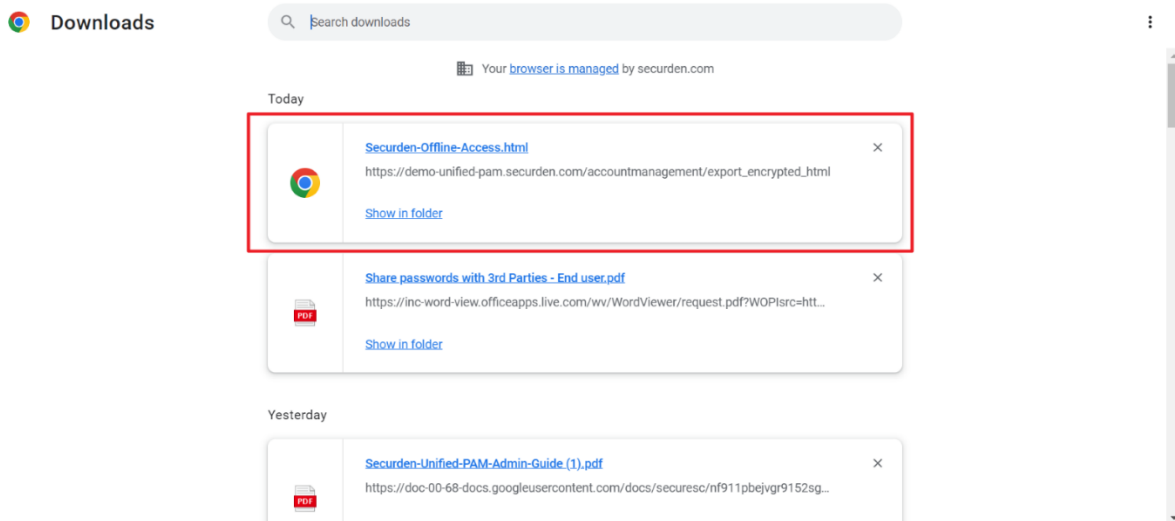 Downloads
Search downloads
Your browser is managed by securden.com
Today
Securden-Offline-Access.html
https://demo-unified-pam.securden.com/accountmanagement/export_encrypted_html
Show in folder
Share passwords with 3rd Parties - End user.pdf
https://inc-word-view.officeapps.live.com/wv/WordViewer/request.pdf?WOPIsrc=htt...
PDF
Show in folder
Yesterday
Securden-Unified-PAM-Admin-Guide (1).pdf
https://doc-00-68-docs.googleusercontent.com/docs/securesc/nf911pbejvgr9152sg...
PDF